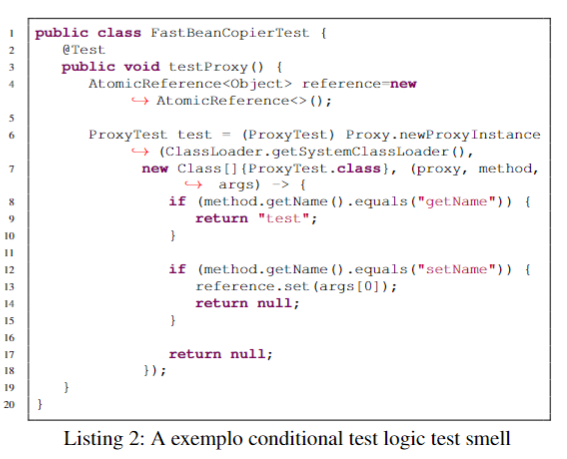 1 public class FastBeanCopierTest {
2 @Test
3 public void testProxy() {
4 AtomicReference<Object> reference=new
↪ AtomicReference<>();
5
6 ProxyTest test = (ProxyTest) Proxy.newProxyInstance
↪ (ClassLoader.getSystemClassLoader(),
7 new Class[]{ProxyTest.class}, (proxy, method,
↪ args) -> {
8 if (method.getName().equals("getName")) {
9 return "test";
10 }
11
12 if (method.getName().equals("setName")) {
13 reference.set(args[0]);
14 return null;
15 }
16
17 return null;
18 });
19 }
20 }
Listing 2: A exemplo conditional test logic test smell